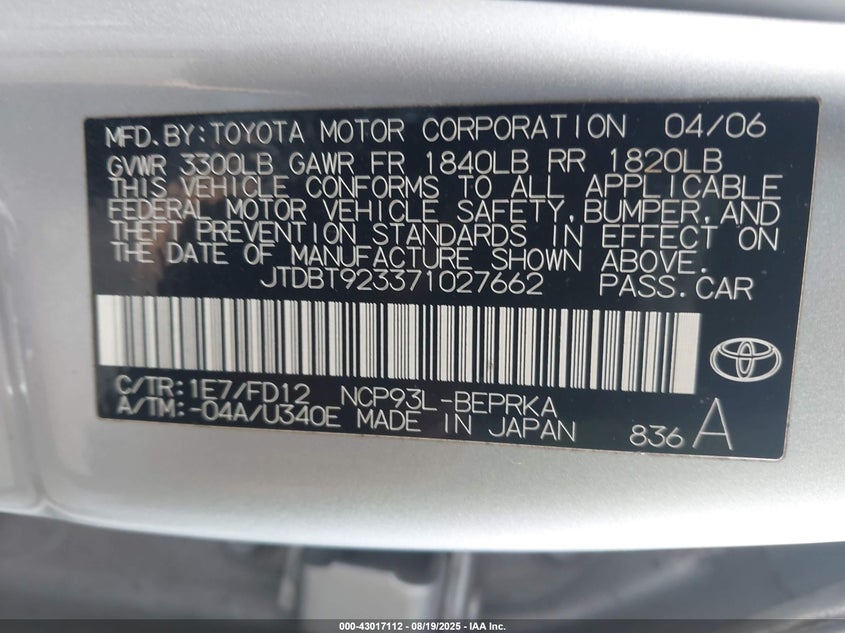 MFD.BY:TOYOTA MOTOR CORPORATION 04/06
GVWR 3300LB GAWR FR 1840LB RR 1820LB
THIS VEHICLE CONFORMS TO ALL APPLICABLE
FEDERAL MOTOR VEHICLE SAFETY,BUMPER,AND
THEFT PREVENTION STANDARDS IN EFFECT ON
THE DATE OF MANUFACTURE SHOWN ABOVE.
JTDBT923371027662 PASS.CAR
C/TR:1E7/FD12 NCP93L-BEPRKA
A/TM:-04A/U340E MADE IN JAPAN 836 A
000-43017112 - 08/19/2025 - IAA Inc.